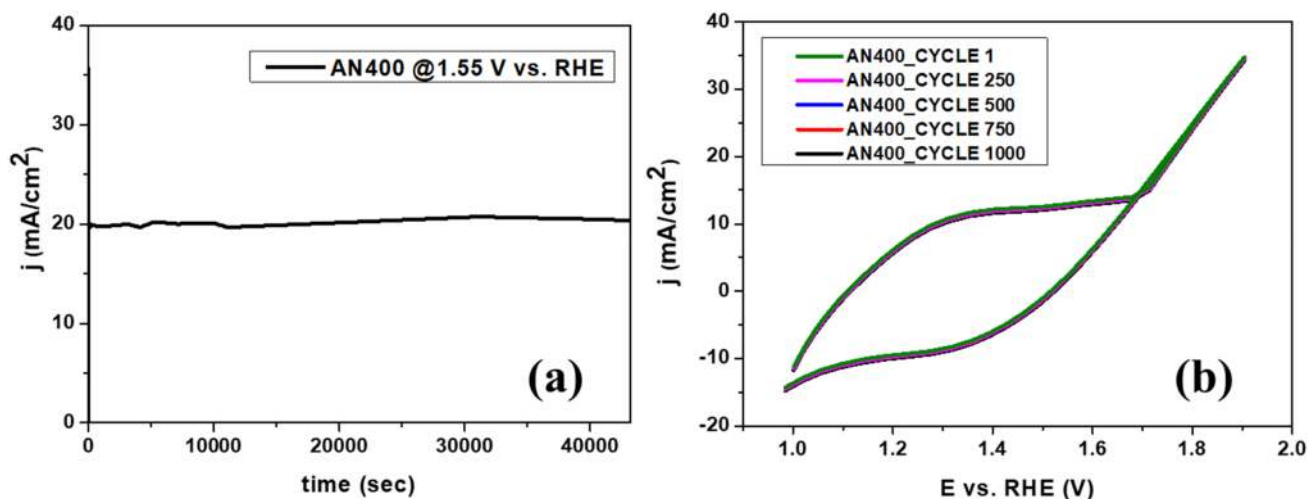 40
30
20
10
0
j (mA/cm²)
AN400 @1.55 V vs. RHE
(a)
0
10000
20000
30000
40000
time (sec)
40
30
20
10
0
-10
-20
j (mA/cm²)
AN400_CYCLE 1
AN400_CYCLE 250
AN400_CYCLE 500
AN400_CYCLE 750
AN400_CYCLE 1000
(b)
1.0
1.2
1.4
1.6
1.8
2.0
E vs. RHE (V)